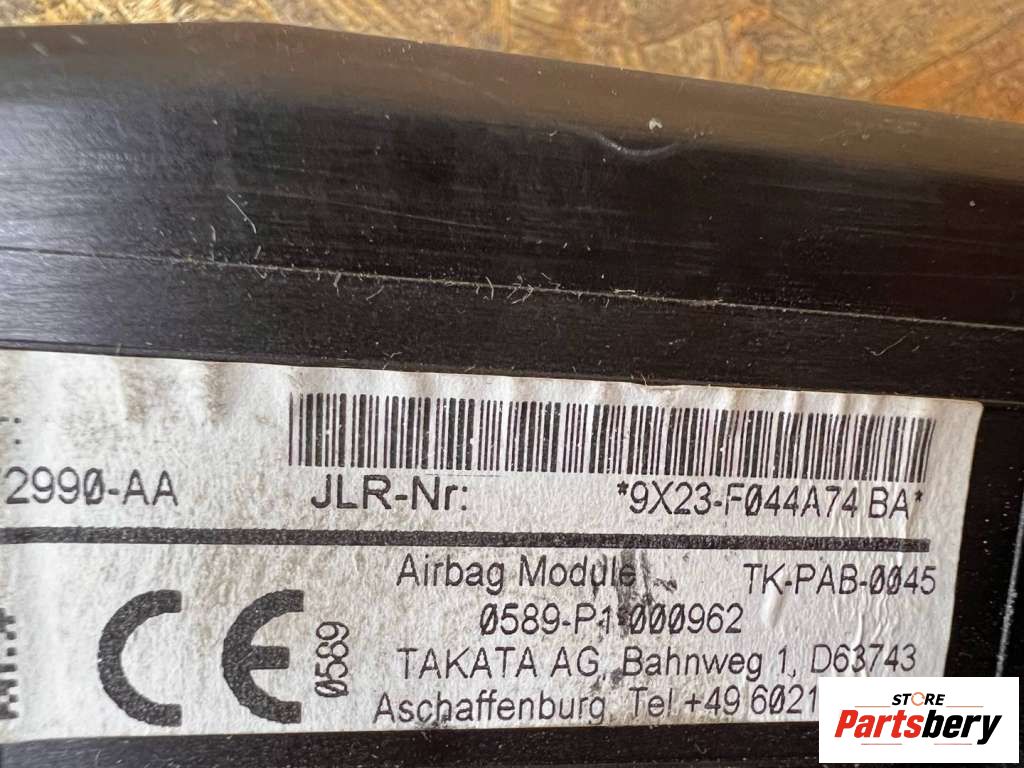 2990-AA JLR-Nr: *9X23-F044A74 BA*
Airbag Module TK-PAB-0045
0589-P1-000962
0589
TAKATA AG, Bahnweg 1, D63743
Aschaffenburg Tel +49 6021
CE
STORE
Partsbery